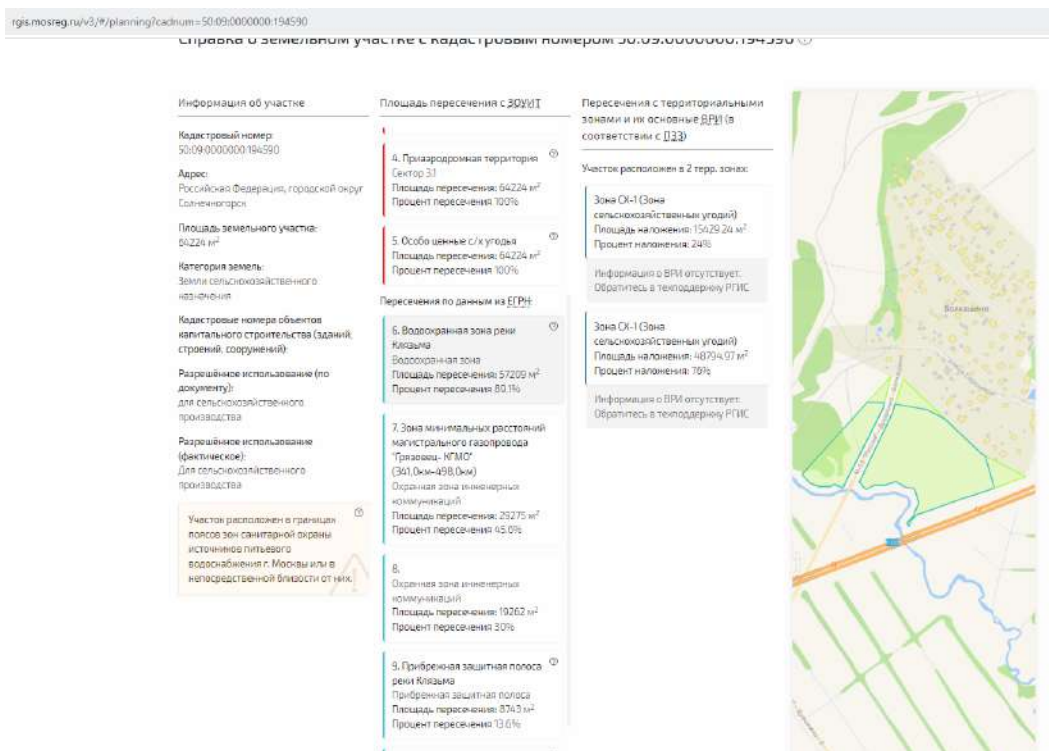 rgis.mosreg.ru/v3/#/planning?cadnum=50:09:0000000:194590
Справка о земельном участке с кадастровым номером 50:09:0000000:194590
Информация об участке
Кадастровый номер:
50:09:0000000:194590
Адрес:
Российская Федерация, городской округ
Солнечногорск
Площадь земельного участка:
64224 м²
Категория земель:
Земли сельскохозяйственного
назначения
Кадастровые номера объектов
капитального строительства (зданий,
строений, сооружений):
Разрешённое использование (по
документу):
для сельскохозяйственного
производства
Разрешённое использование
(фактическое):
Для сельскохозяйственного
производства
Участок расположен в границах
поясов зон санитарной охраны
источников питьевого
водоснабжения г. Москвы или в
непосредственной близости от них.
Площадь пересечения с ЗОУИТ
4. Приаэродромная территория
Сектор 3.1
Площадь пересечения: 64224 м²
Процент пересечения 100%
5. Особо ценные с/х угодья
Площадь пересечения: 64224 м²
Процент пересечения 100%
Пересечения по данным из ЕГРН:
6. Водоохранная зона реки
Клязьма
Водоохранная зона
Площадь пересечения: 57209 м²
Процент пересечения 89.1%
7. Зона минимальных расстояний
магистрального газопровода
"Грязовец- КГМО"
(341,0км-498,0км)
Охранная зона инженерных
коммуникаций
Площадь пересечения: 29275 м²
Процент пересечения 45.6%
8.
Охранная зона инженерных
коммуникаций
Площадь пересечения: 19262 м²
Процент пересечения 30%
9. Прибрежная защитная полоса
реки Клязьма
Прибрежная защитная полоса
Площадь пересечения: 8743 м²
Процент пересечения 13.6%
Пересечения с территориальными
зонами и их основные ВРИ (в
соответствии с ПЗЗ)
Участок расположен в 2 терр. зонах:
Зона СХ-1 (Зона
сельскохозяйственных угодий)
Площадь наложения: 15429.24 м²
Процент наложения: 24%
Информация о ВРИ отсутствует.
Обратитесь в техподдержку РГИС
Зона СХ-1 (Зона
сельскохозяйственных угодий)
Площадь наложения: 48794.97 м²
Процент наложения: 76%
Информация о ВРИ отсутствует.
Обратитесь в техподдержку РГИС